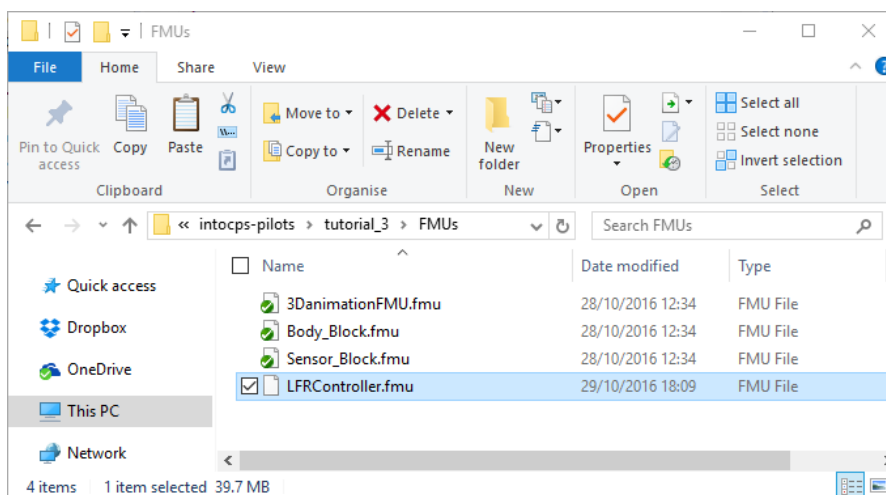 FMUs
File Home Share View
Pin to Quick access
Copy
Paste
Move to
Copy to
Delete
Rename
New folder
Properties
Select all
Select none
Invert selection
Clipboard Organise New Open Select
« intocps-pilots > tutorial_3 > FMUs
Search FMUs
Name Date modified Type
Quick access
Dropbox
OneDrive
This PC
Network
3DanimationFMU.fmu 28/10/2016 12:34 FMU File
Body_Block.fmu 28/10/2016 12:34 FMU File
Sensor_Block.fmu 28/10/2016 12:34 FMU File
LFRController.fmu 29/10/2016 18:09 FMU File
4 items 1 item selected 39.7 MB